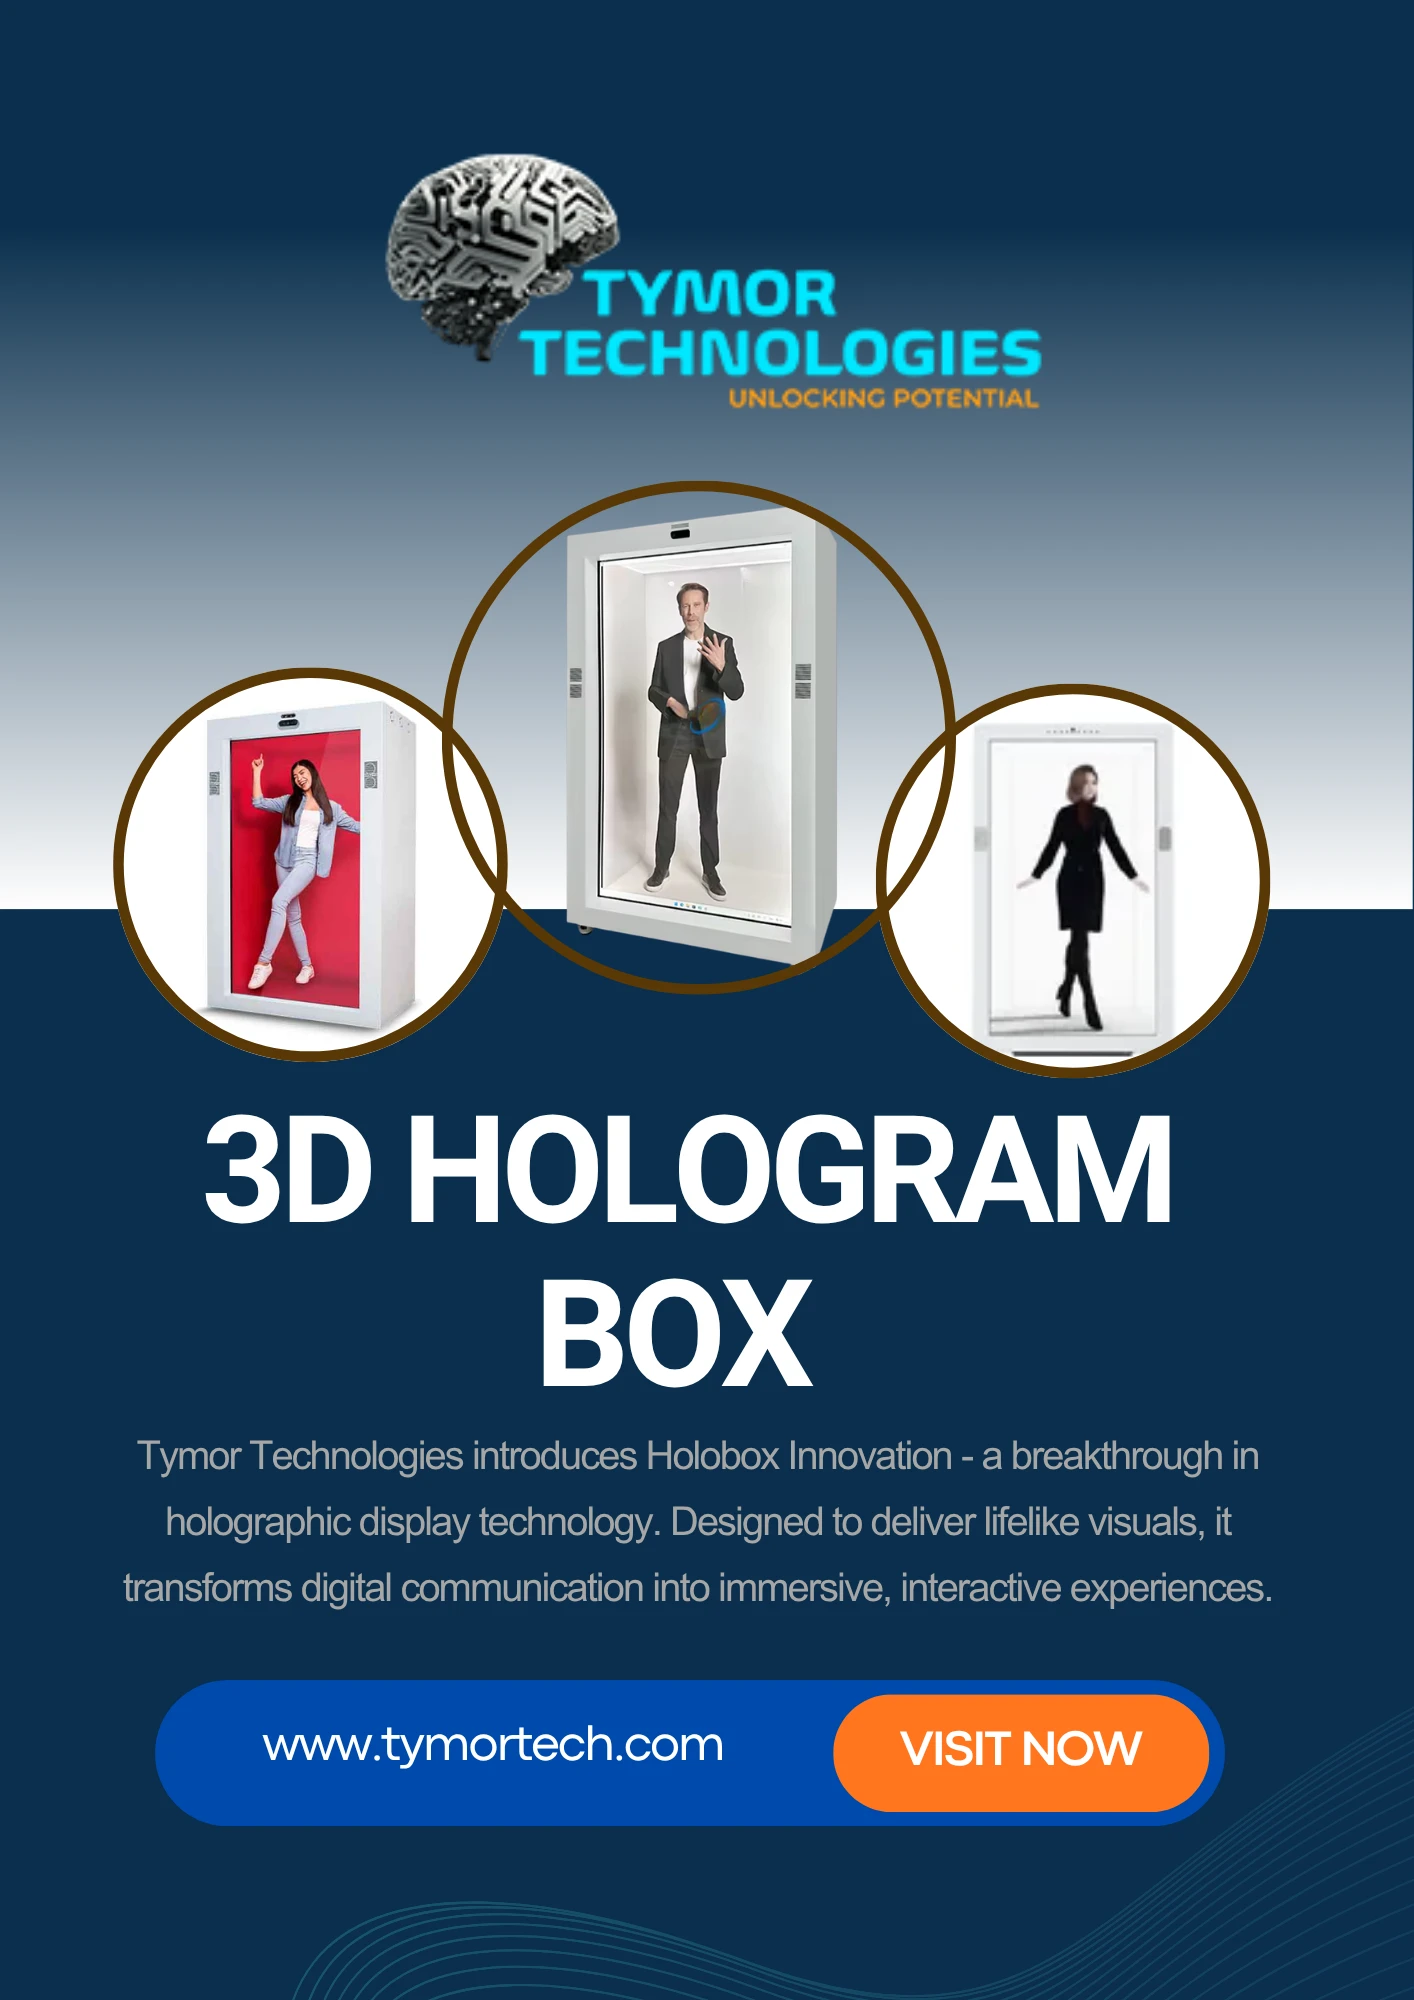 TYMOR
TECHNOLOGIES
UNLOCKING POTENTIAL
3D HOLOGRAM
BOX
Tymor Technologies introduces Holobox Innovation - a breakthrough in
holographic display technology. Designed to deliver lifelike visuals, it
transforms digital communication into immersive, interactive experiences.
www.tymortech.com
VISIT NOW